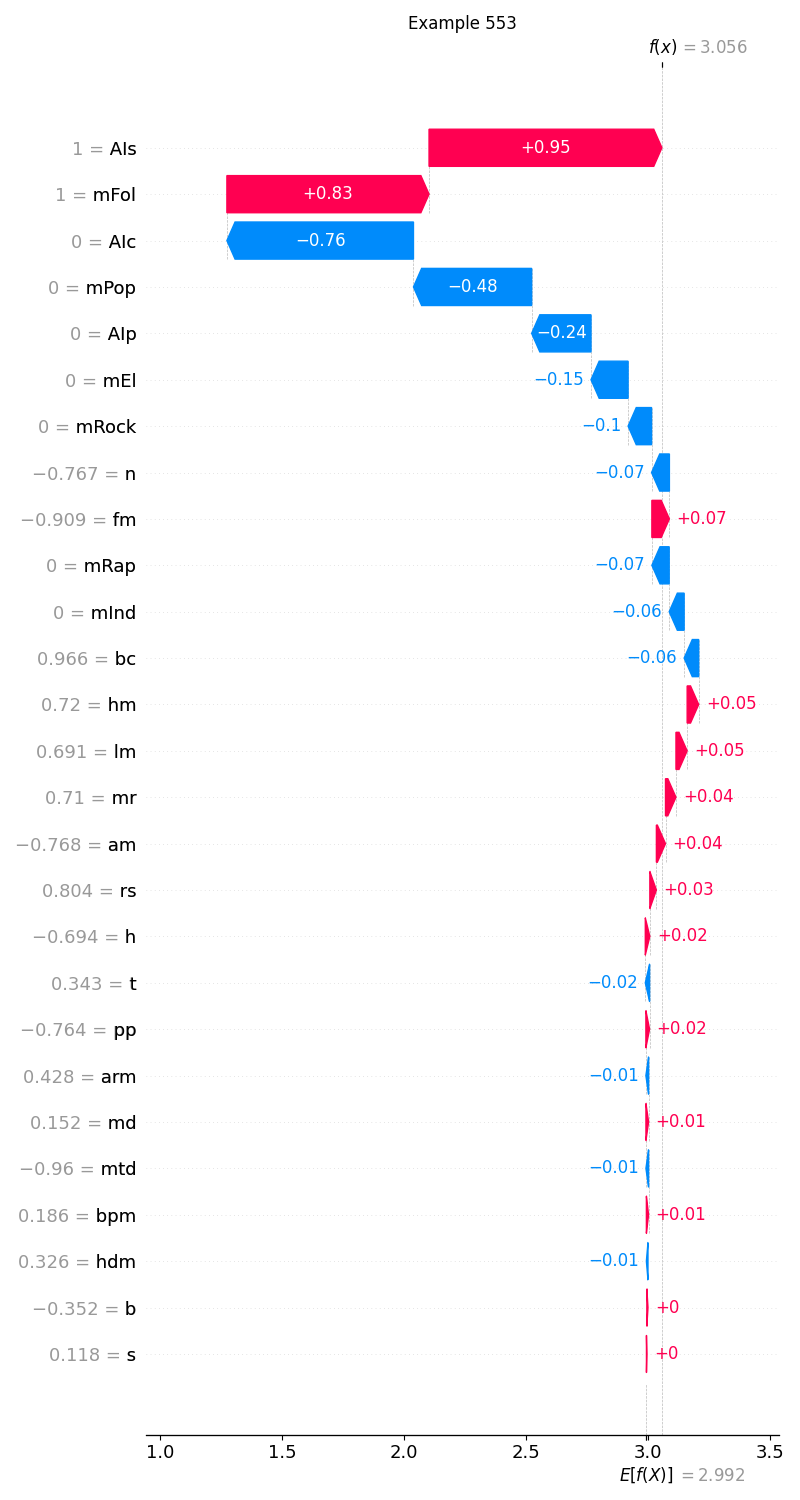 Example 553
f(x) = 3.056
1 = AIs +0.95
1 = mFol +0.83
0 = AIc −0.76
0 = mPop −0.48
0 = AIp −0.24
0 = mEl −0.15
0 = mRock −0.1
−0.767 = n −0.07
−0.909 = fm +0.07
0 = mRap −0.07
0 = mInd −0.06
0.966 = bc −0.06
0.72 = hm +0.05
0.691 = lm +0.05
0.71 = mr +0.04
−0.768 = am +0.04
0.804 = rs +0.03
−0.694 = h +0.02
0.343 = t −0.02
−0.764 = pp +0.02
0.428 = arm −0.01
0.152 = md +0.01
−0.96 = mtd −0.01
0.186 = bpm +0.01
0.326 = hdm −0.01
−0.352 = b +0
0.118 = s +0
1.0 1.5 2.0 2.5 3.0 3.5
E[f(X)] = 2.992